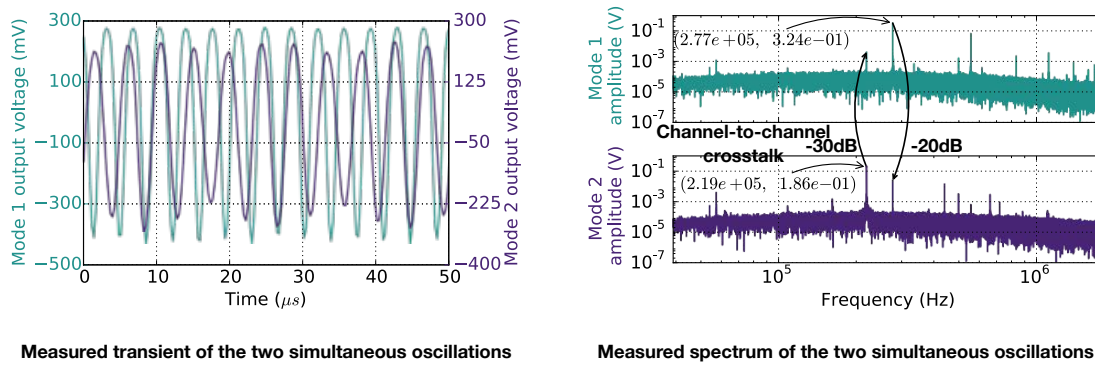 300
300
100
125
−100
−50
−300
−225
−500
−400
Mode 1 output voltage (mV)
Mode 2 output voltage (mV)
0 10 20 30 40 50
Time (μs)
Measured transient of the two simultaneous oscillations
Mode 1
amplitude (V)
10⁻¹
10⁻³
10⁻⁵
10⁻⁷
(2.77e+05, 3.24e−01)
Channel-to-channel
crosstalk
-30dB
-20dB
Mode 2
amplitude (V)
10⁻¹
10⁻³
10⁻⁵
10⁻⁷
(2.19e+05, 1.86e−01)
10⁵ 10⁶
Frequency (Hz)
Measured spectrum of the two simultaneous oscillations